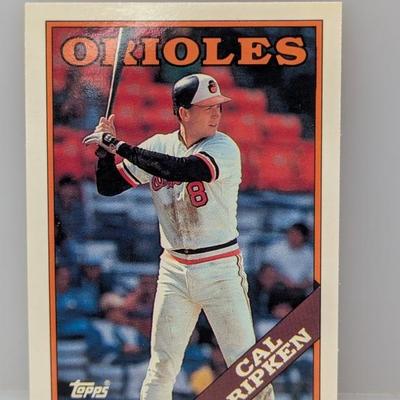 ORIOLES
8
CAL
RIPKEN
topps